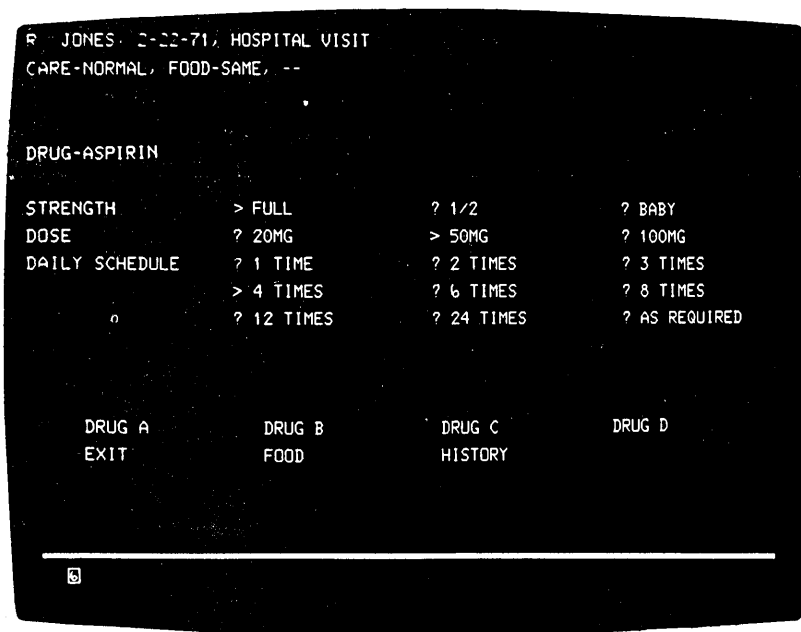 R JONES 2-22-71, HOSPITAL VISIT
CARE-NORMAL, FOOD-SAME, --
DRUG-ASPIRIN
STRENGTH > FULL ? 1/2 ? BABY
DOSE ? 20MG > 50MG ? 100MG
DAILY SCHEDULE ? 1 TIME ? 2 TIMES ? 3 TIMES
> 4 TIMES ? 6 TIMES ? 8 TIMES
? 12 TIMES ? 24 TIMES ? AS REQUIRED
DRUG A DRUG B DRUG C DRUG D
EXIT FOOD HISTORY
6